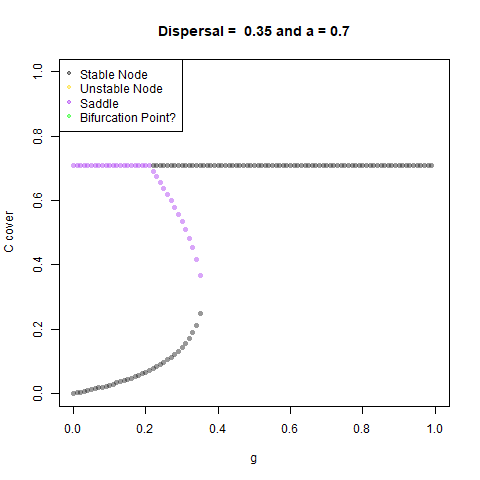 Dispersal =  0.35 and a = 0.7
Stable Node
Unstable Node
Saddle
Bifurcation Point?
C cover
1.0
0.8
0.6
0.4
0.2
0.0
0.0 0.2 0.4 0.6 0.8 1.0
g